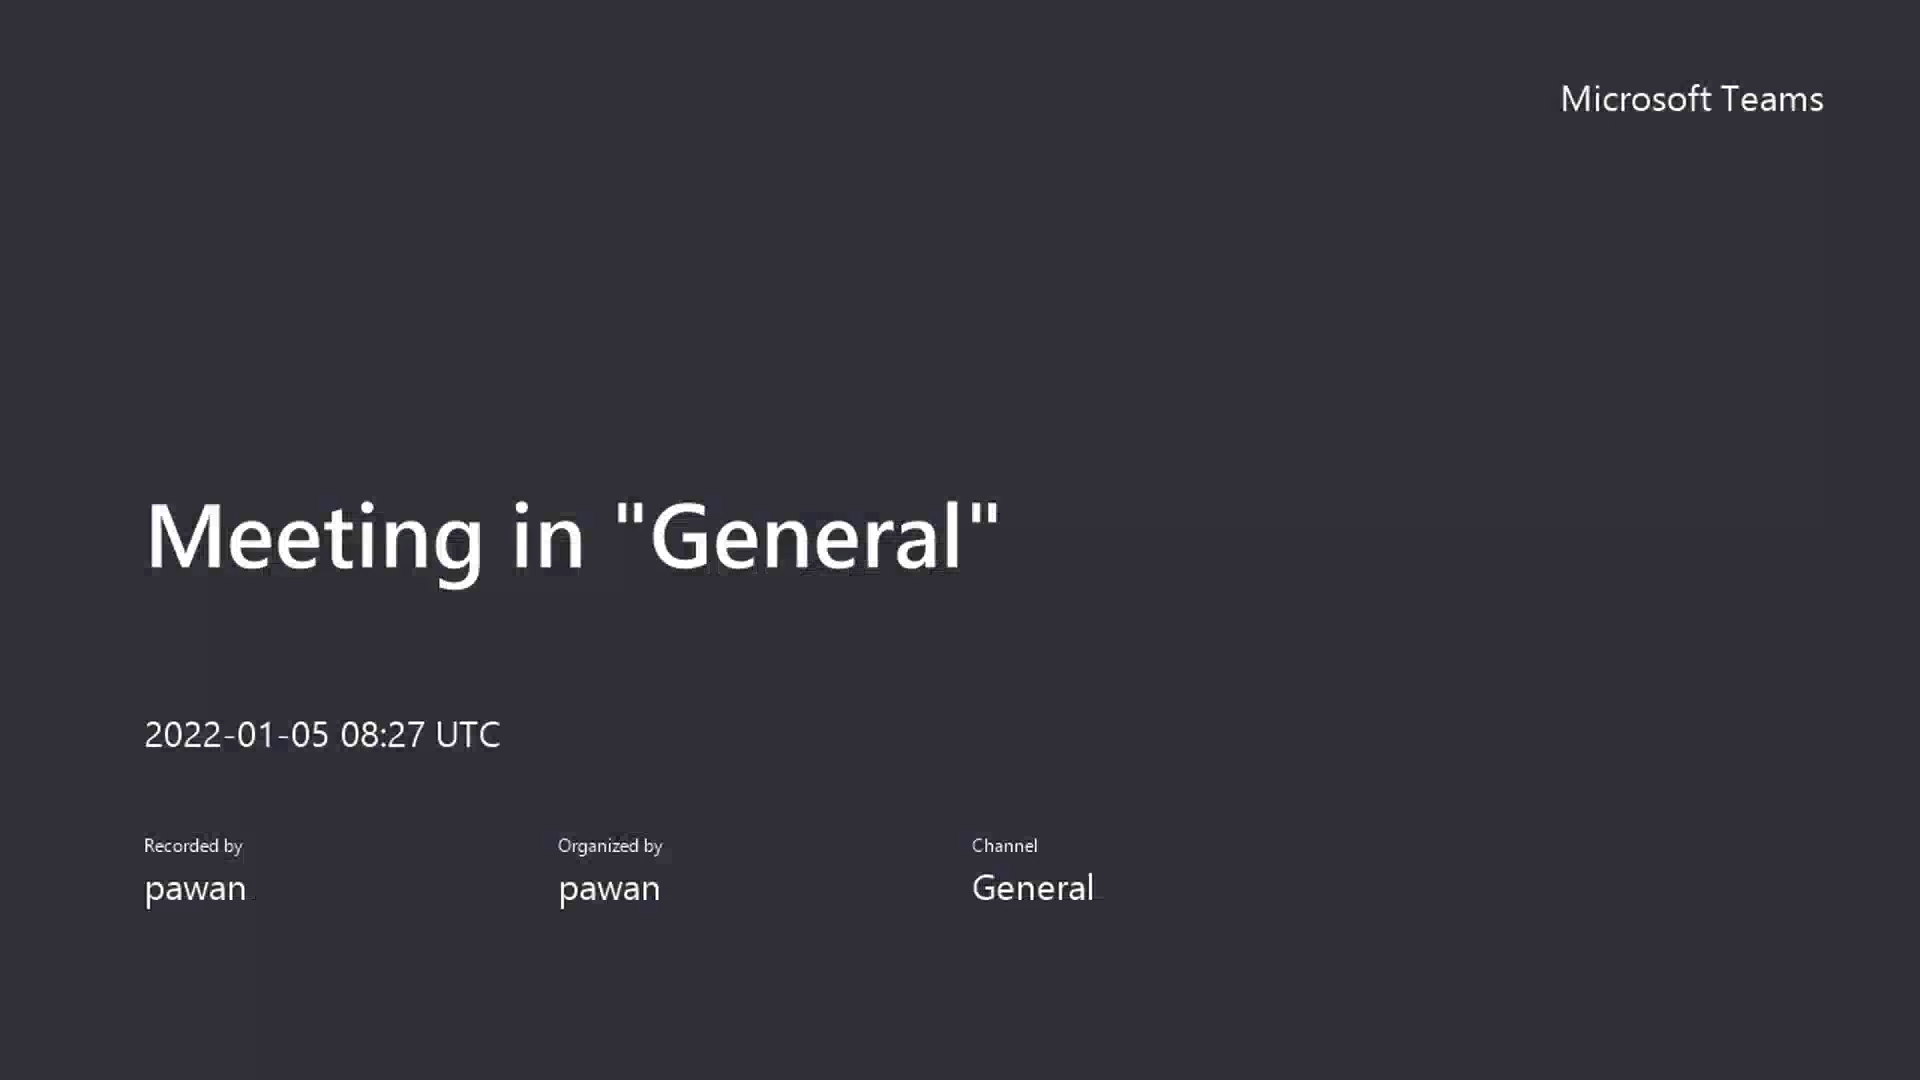 Microsoft Teams
Meeting in "General"
2022-01-05 08:27 UTC
Recorded by
pawan
Organized by
pawan
Channel
General